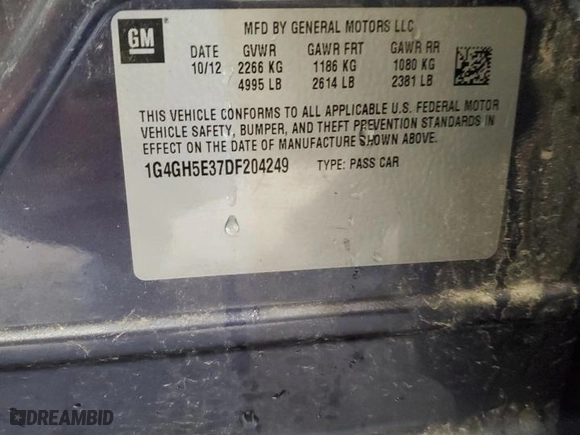 GM
MFD BY GENERAL MOTORS LLC
DATE GVWR GAWR FRT GAWR RR
10/12 2266 KG 1186 KG 1080 KG
4995 LB 2614 LB 2381 LB
THIS VEHICLE CONFORMS TO ALL APPLICABLE U.S. FEDERAL MOTOR
VEHICLE SAFETY, BUMPER, AND THEFT PREVENTION STANDARDS IN
EFFECT ON THE DATE OF MANUFACTURE SHOWN ABOVE.
1G4GH5E37DF204249 TYPE: PASS CAR
DREAMBID